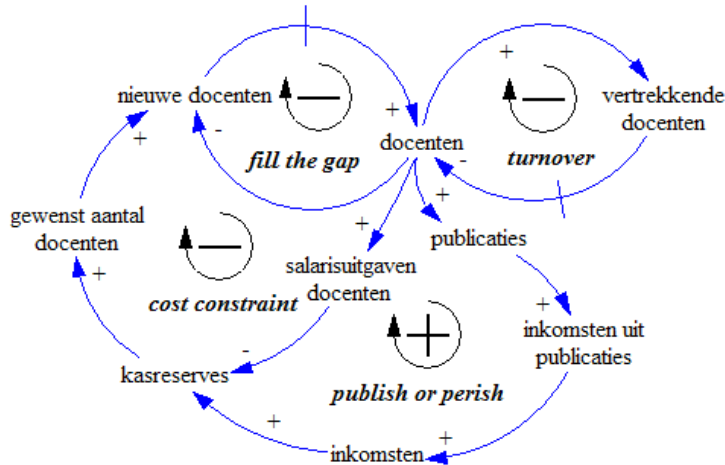 +
nieuwe docenten
+
-
+
vertrekkende
docenten
fill the gap
docenten
-
turnover
+
gewenst aantal
docenten
+
publicaties
+
salarisuitgaven
docenten
cost constraint
+
inkomsten uit
publicaties
-
kasreserves
publish or perish
+
inkomsten
+